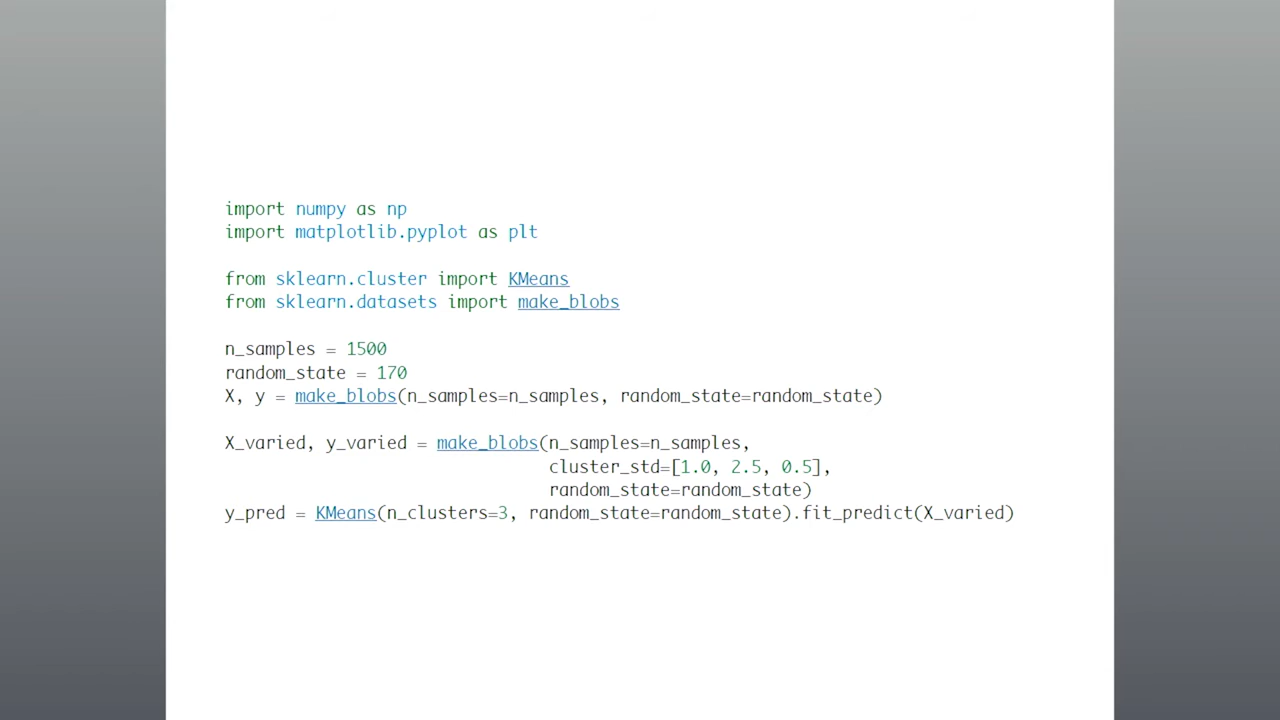 import numpy as np
import matplotlib.pyplot as plt
from sklearn.cluster import KMeans
from sklearn.datasets import make_blobs
n_samples = 1500
random_state = 170
X, y = make_blobs(n_samples=n_samples, random_state=random_state)
X_varied, y_varied = make_blobs(n_samples=n_samples,
cluster_std=[1.0, 2.5, 0.5],
random_state=random_state)
y_pred = KMeans(n_clusters=3, random_state=random_state).fit_predict(X_varied)